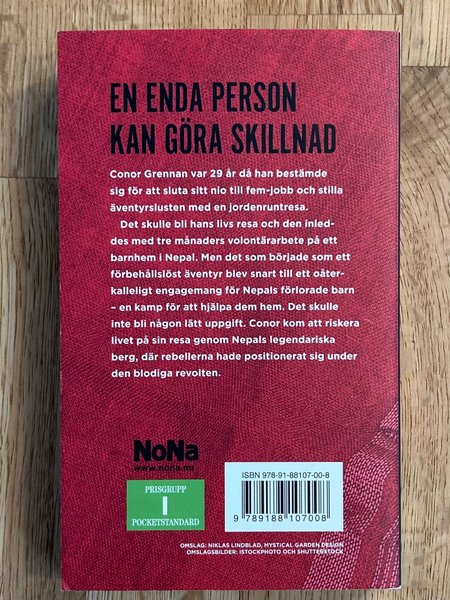 EN ENDA PERSON
KAN GÖRA SKILLNAD
Conor Grennan var 29 år då han bestämde
sig för att sluta sitt nio till fem-jobb och stilla
äventyrslusten med en jordenruntresa.
Det skulle bli hans livs resa och den inled-
des med tre månaders volontärarbete på ett
barnhem i Nepal. Men det som började som ett
förbehållslöst äventyr blev snart till ett oåter-
kalleligt engagemang för Nepals förlorade barn
– en kamp för att hjälpa dem hem. Det skulle
inte bli någon lätt uppgift. Conor kom att riskera
livet på sin resa genom Nepals legendariska
berg, där rebellerna hade positionerat sig under
den blodiga revolten.
NoNa
www.nona.nu
PRISGRUPP
I
POCKETSTANDARD
ISBN 978-91-88107-00-8
9 789188 107008
OMSLAG: NIKLAS LINDBLAD, MYSTICAL GARDEN DESIGN
OMSLAGSBILDER: ISTOCKPHOTO OCH SHUTTERSTOCK